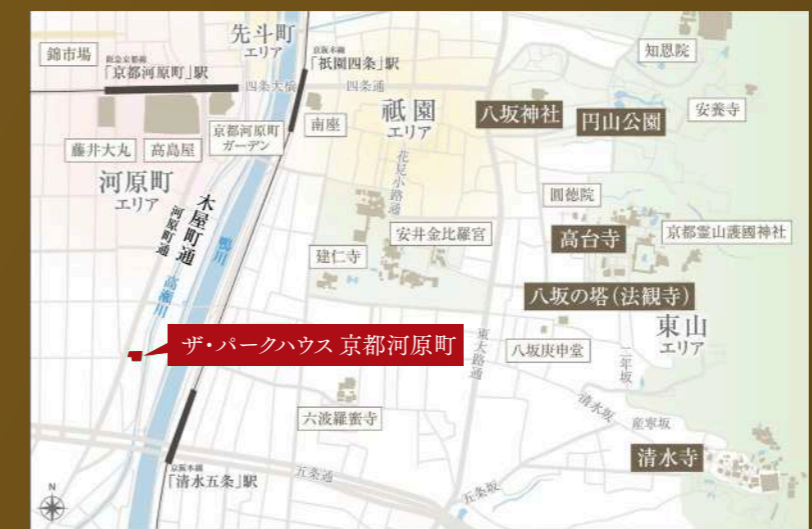 先斗町
エリア
錦市場
阪急京都線
「京都河原町」駅
京阪本線
「祇園四条」駅
知恩院
四条大橋
四条通
祇園
エリア
八坂神社
円山公園
安養寺
藤井大丸
高島屋
京都河原町
ガーデン
南座
河原町
エリア
木屋町通
河原町通
鴨川
高瀬川
花見小路通
圓徳院
建仁寺
安井金比羅宮
高台寺
京都霊山護國神社
八坂の塔(法観寺)
東山
エリア
ザ・パークハウス 京都河原町
東大路通
八坂庚申堂
二年坂
六波羅蜜寺
清水坂
産寧坂
清水寺
京阪本線
「清水五条」駅
五条通
五条坂
N